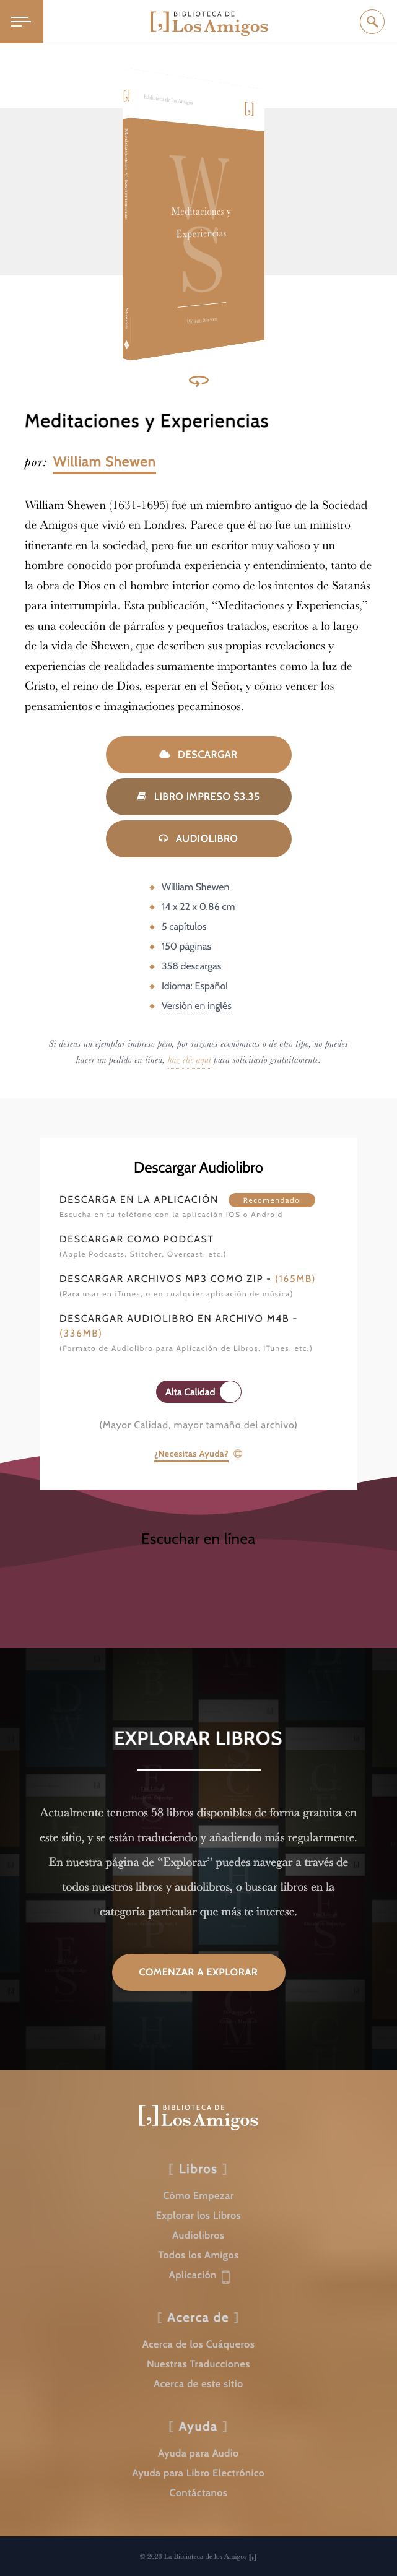 BIBLIOTECA DE
[;] Los Amigos
Biblioteca de los Amigos
[;]
Meditaciones y Experiencias
WS
Meditaciones y
Experiencias
William Shewen
Meditaciones y Experiencias
por: William Shewen
William Shewen (1631-1695) fue un miembro antiguo de la Sociedad
de Amigos que vivió en Londres. Parece que él no fue un ministro
itinerante en la sociedad, pero fue un escritor muy valioso y un
hombre conocido por profunda experiencia y entendimiento, tanto de
la obra de Dios en el hombre interior como de los intentos de Satanás
para interrumpirla. Esta publicación, “Meditaciones y Experiencias,”
es una colección de párrafos y pequeños tratados, escritos a lo largo
de la vida de Shewen, que describen sus propias revelaciones y
experiencias de realidades sumamente importantes como la luz de
Cristo, el reino de Dios, esperar en el Señor, y cómo vencer los
pensamientos e imaginaciones pecaminosos.
DESCARGAR
LIBRO IMPRESO $3.35
AUDIOLIBRO
William Shewen
14 x 22 x 0.86 cm
5 capítulos
150 páginas
358 descargas
Idioma: Español
Versión en inglés
Si deseas un ejemplar impreso pero, por razones económicas o de otro tipo, no puedes
hacer un pedido en línea, haz clic aquí para solicitarlo gratuitamente.
Descargar Audiolibro
DESCARGA EN LA APLICACIÓN Recomendado
Escucha en tu teléfono con la aplicación iOS o Android
DESCARGAR COMO PODCAST
(Apple Podcasts, Stitcher, Overcast, etc.)
DESCARGAR ARCHIVOS MP3 COMO ZIP - (165MB)
(Para usar en iTunes, o en cualquier aplicación de música)
DESCARGAR AUDIOLIBRO EN ARCHIVO M4B -
(336MB)
(Formato de Audiolibro para Aplicación de Libros, iTunes, etc.)
Alta Calidad
(Mayor Calidad, mayor tamaño del archivo)
¿Necesitas Ayuda?
Escuchar en línea
EXPLORAR LIBROS
Actualmente tenemos 58 libros disponibles de forma gratuita en
este sitio, y se están traduciendo y añadiendo más regularmente.
En nuestra página de “Explorar” puedes navegar a través de
todos nuestros libros y audiolibros, o buscar libros en la
categoría particular que más te interese.
COMENZAR A EXPLORAR
BIBLIOTECA DE
[;] Los Amigos
[ Libros ]
Cómo Empezar
Explorar los Libros
Audiolibros
Todos los Amigos
Aplicación
[ Acerca de ]
Acerca de los Cuáqueros
Nuestras Traducciones
Acerca de este sitio
[ Ayuda ]
Ayuda para Audio
Ayuda para Libro Electrónico
Contáctanos
© 2023 La Biblioteca de los Amigos [;]